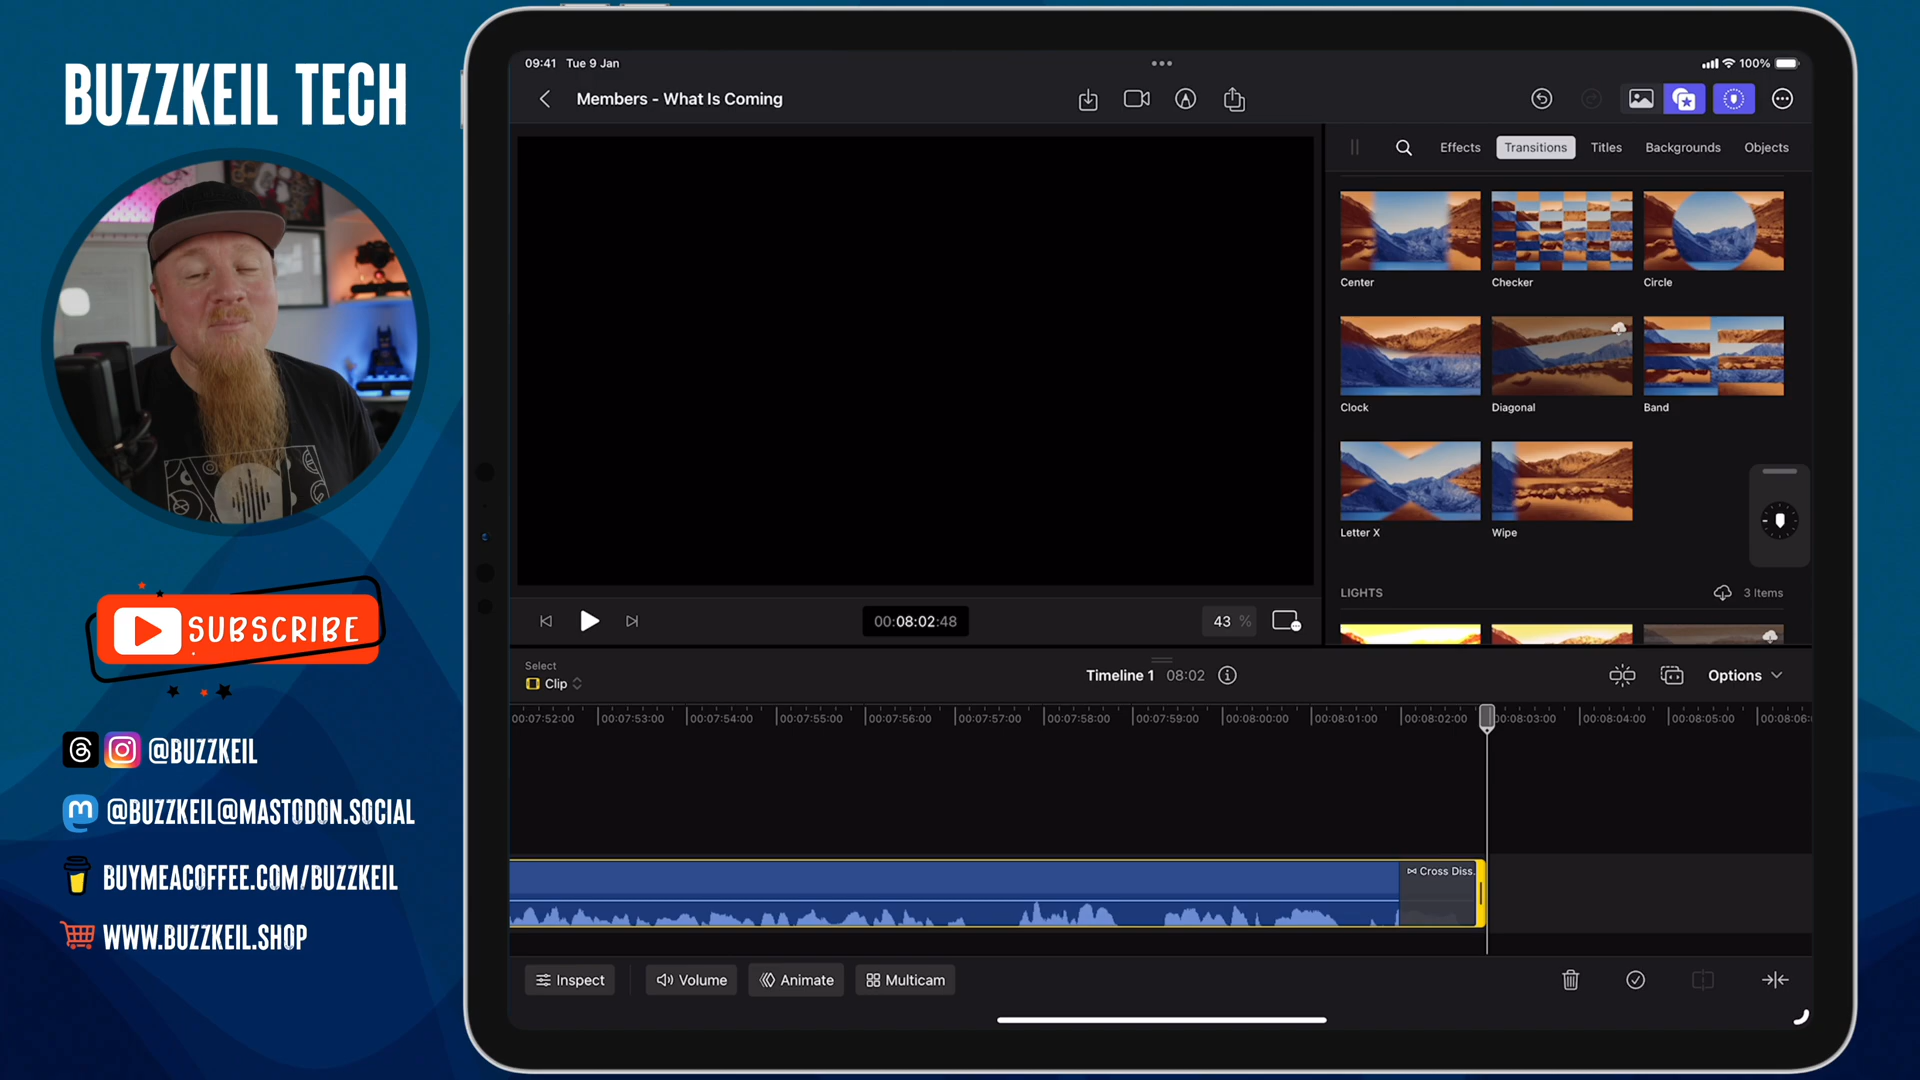 BUZZKEIL TECH
SUBSCRIBE
@BUZZKEIL
@BUZZKEIL@MASTODON.SOCIAL
BUYMEACOFFEE.COM/BUZZKEIL
WWW.BUZZKEIL.SHOP
09:41 Tue 9 Jan
100%
Members - What Is Coming
Effects Transitions Titles Backgrounds Objects
Center Checker Circle
Clock Diagonal Band
Letter X Wipe
LIGHTS 3 Items
00:08:02:48
43 %
Select
Clip
Timeline 1 08:02
Options
00:07:52:00 00:07:53:00 00:07:54:00 00:07:55:00 00:07:56:00 00:07:57:00 00:07:58:00 00:07:59:00 00:08:00:00 00:08:01:00 00:08:02:00 00:08:03:00 00:08:04:00 00:08:05:00 00:08:06:
Cross Diss.
Inspect Volume Animate Multicam